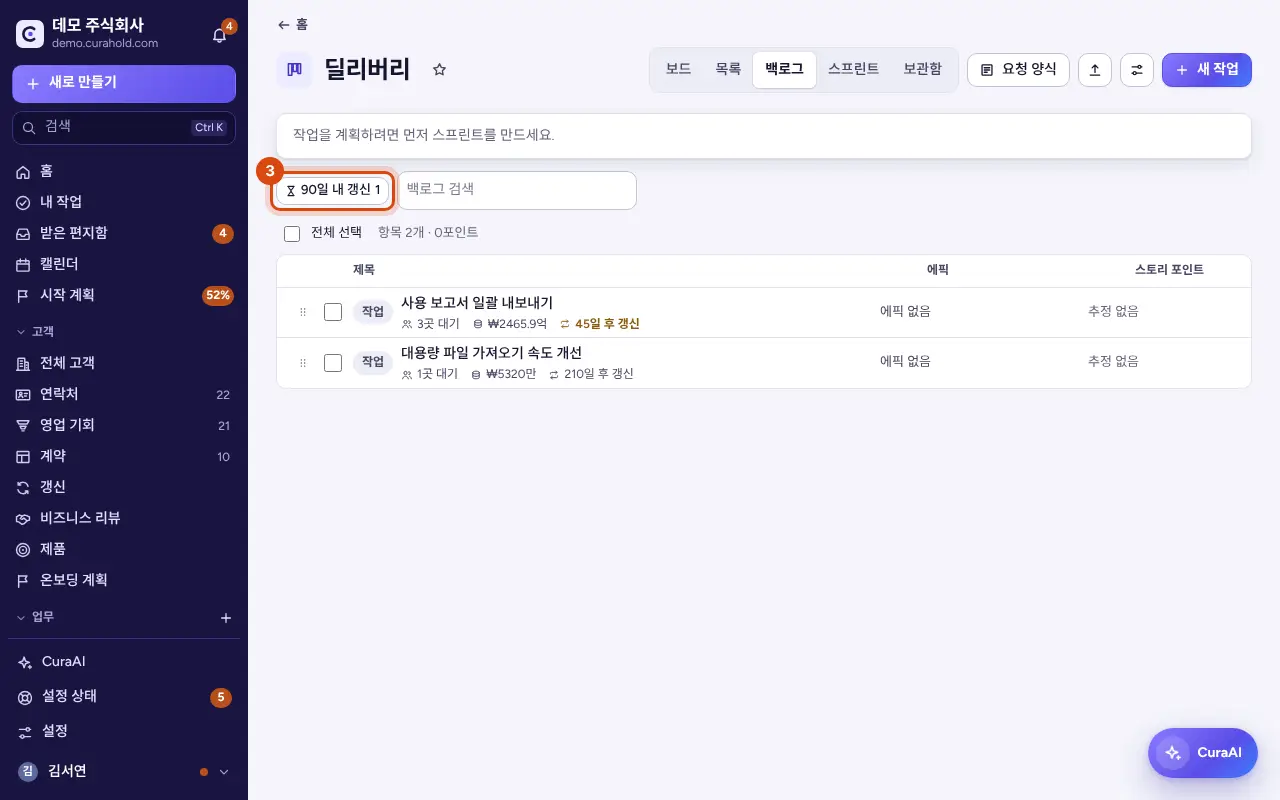 데모 주식회사
demo.curahold.com
4
새로 만들기
검색
Ctrl K
홈
내 작업
받은 편지함
4
캘린더
시작 계획
52%
고객
전체 고객
연락처
22
영업 기회
21
계약
10
갱신
비즈니스 리뷰
제품
온보딩 계획
업무
CuraAI
설정 상태
5
설정
김
김서연
홈
딜리버리
보드
목록
백로그
스프린트
보관함
요청 양식
새 작업
작업을 계획하려면 먼저 스프린트를 만드세요.
3
90일 내 갱신 1
백로그 검색
전체 선택
항목 2개 · 0포인트
제목
에픽
스토리 포인트
작업
사용 보고서 일괄 내보내기
3곳 대기
₩2465.9억
45일 후 갱신
에픽 없음
추정 없음
작업
대용량 파일 가져오기 속도 개선
1곳 대기
₩5320만
210일 후 갱신
에픽 없음
추정 없음
CuraAI